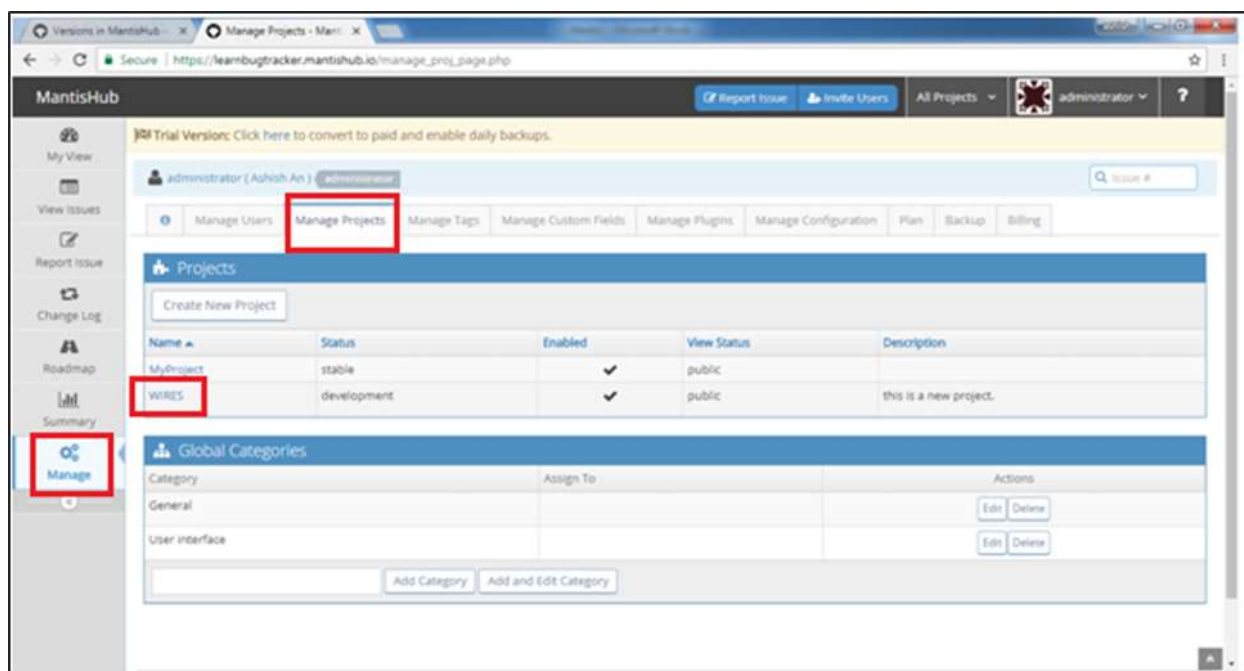 Versions in MantisHub - × Manage Projects - Manti ×
Secure https://learnbugtracker.mantishub.io/manage_proj_page.php
MantisHub Report Issue Invite Users All Projects administrator ?
My View
View Issues
Report Issue
Change Log
Roadmap
Summary
Manage
Trial Version: Click here to convert to paid and enable daily backups.
administrator ( Ashish An ) administrator Issue #
Manage Users Manage Projects Manage Tags Manage Custom Fields Manage Plugins Manage Configuration Plan Backup Billing
Projects
Create New Project
Name Status Enabled View Status Description
MyProject stable public
WIRES development public this is a new project.
Global Categories
Category Assign To Actions
General Edit Delete
User interface Edit Delete
Add Category Add and Edit Category